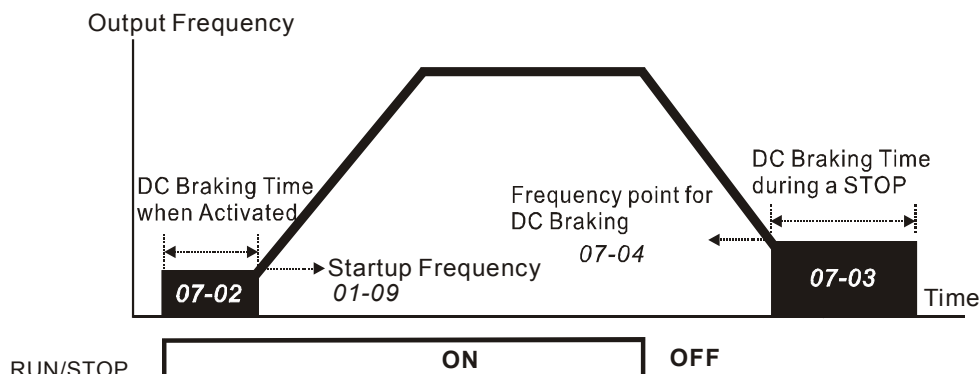 Output Frequency
DC Braking Time
when Activated
07-02
Startup Frequency
01-09
Frequency point for
DC Braking
07-04
DC Braking Time
during a STOP
07-03
Time
RUN/STOP
ON
OFF